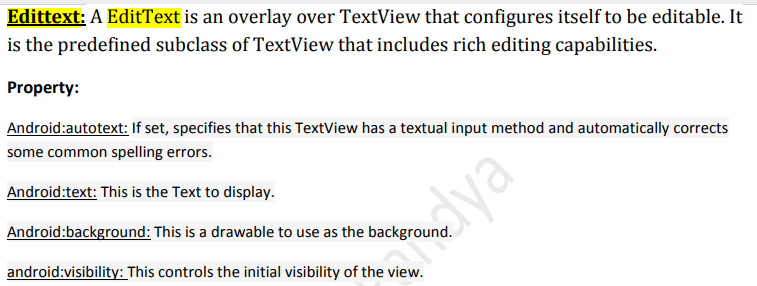 Edittext: A EditText is an overlay over TextView that configures itself to be editable. It
is the predefined subclass of TextView that includes rich editing capabilities.
Property:
Android:autotext: If set, specifies that this TextView has a textual input method and automatically corrects
some common spelling errors.
Android:text: This is the Text to display.
Android:background: This is a drawable to use as the background.
android:visibility: This controls the initial visibility of the view.